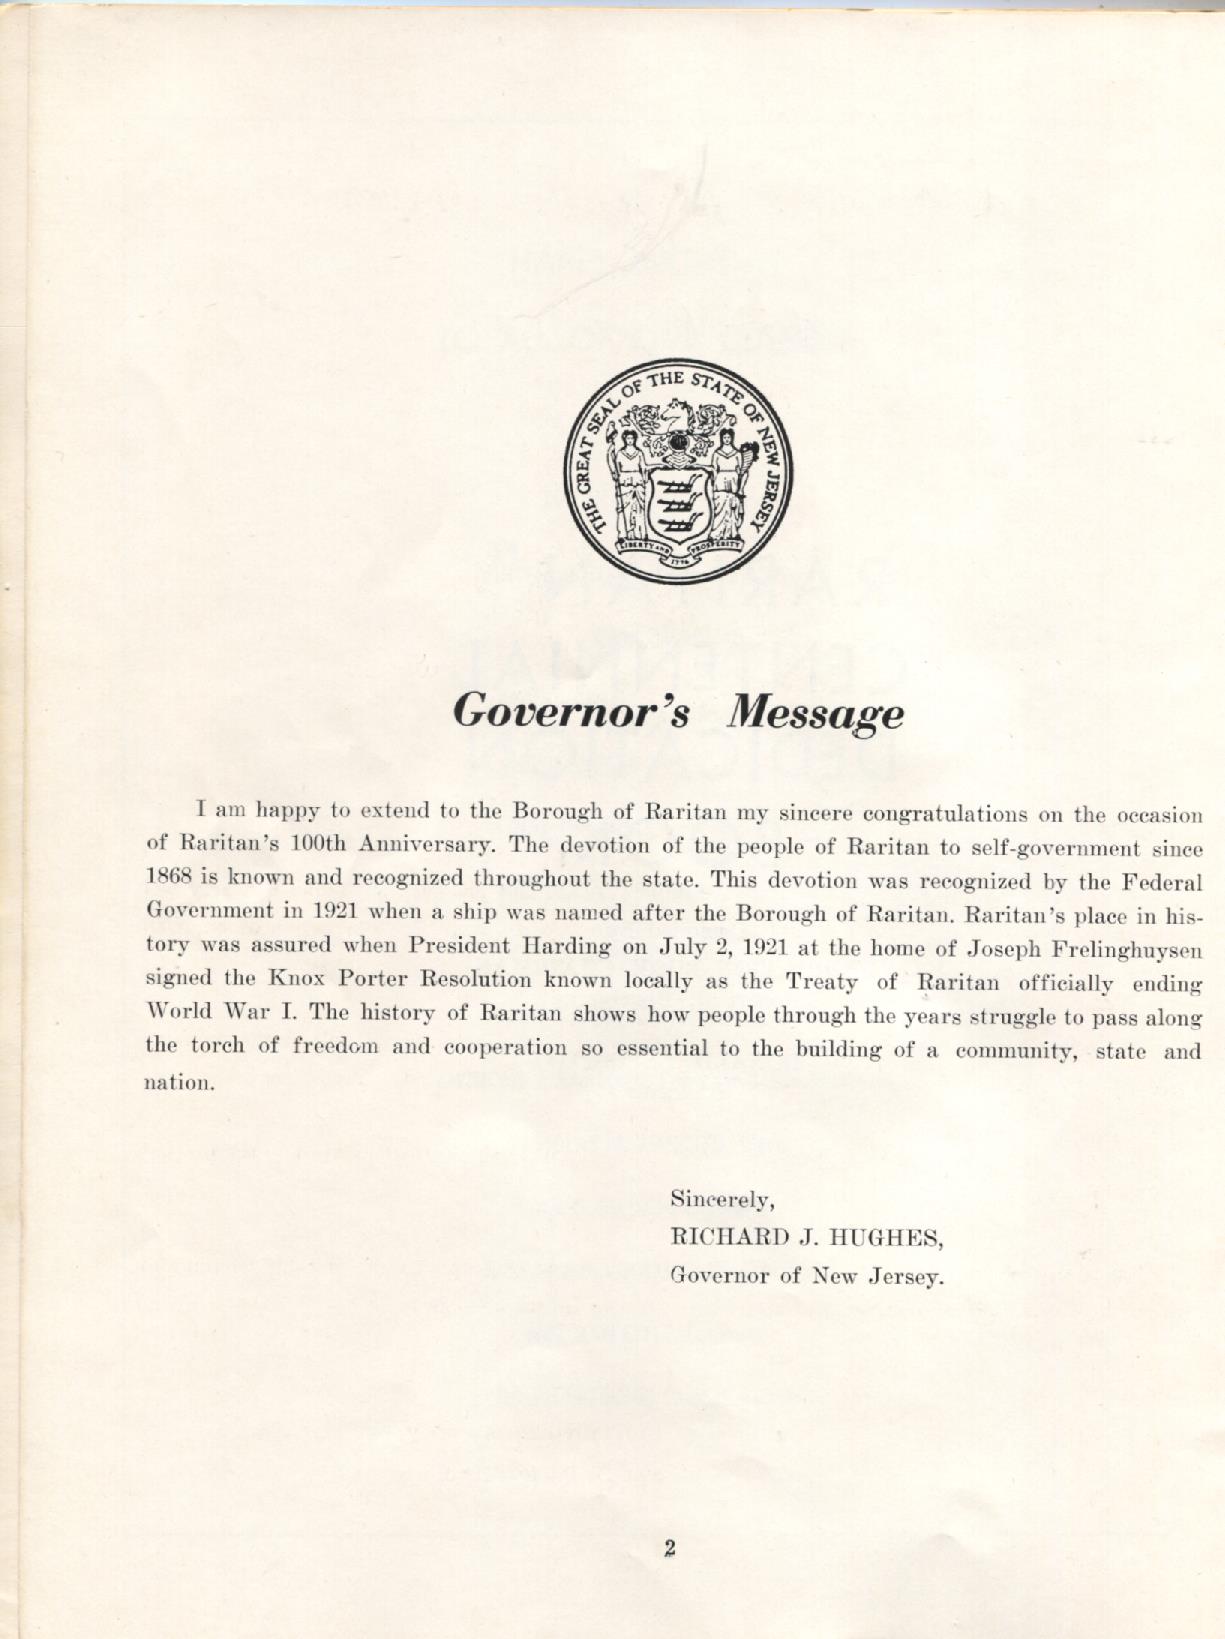 THE GREAT SEAL OF THE STATE OF NEW JERSEY
LIBERTY AND PROSPERITY
1776
Governor's Message
I am happy to extend to the Borough of Raritan my sincere congratulations on the occasion
of Raritan's 100th Anniversary. The devotion of the people of Raritan to self-government since
1868 is known and recognized throughout the state. This devotion was recognized by the Federal
Government in 1921 when a ship was named after the Borough of Raritan. Raritan's place in his-
tory was assured when President Harding on July 2, 1921 at the home of Joseph Frelinghuysen
signed the Knox Porter Resolution known locally as the Treaty of Raritan officially ending
World War I. The history of Raritan shows how people through the years struggle to pass along
the torch of freedom and cooperation so essential to the building of a community, state and
nation.
Sincerely,
RICHARD J. HUGHES,
Governor of New Jersey.
2